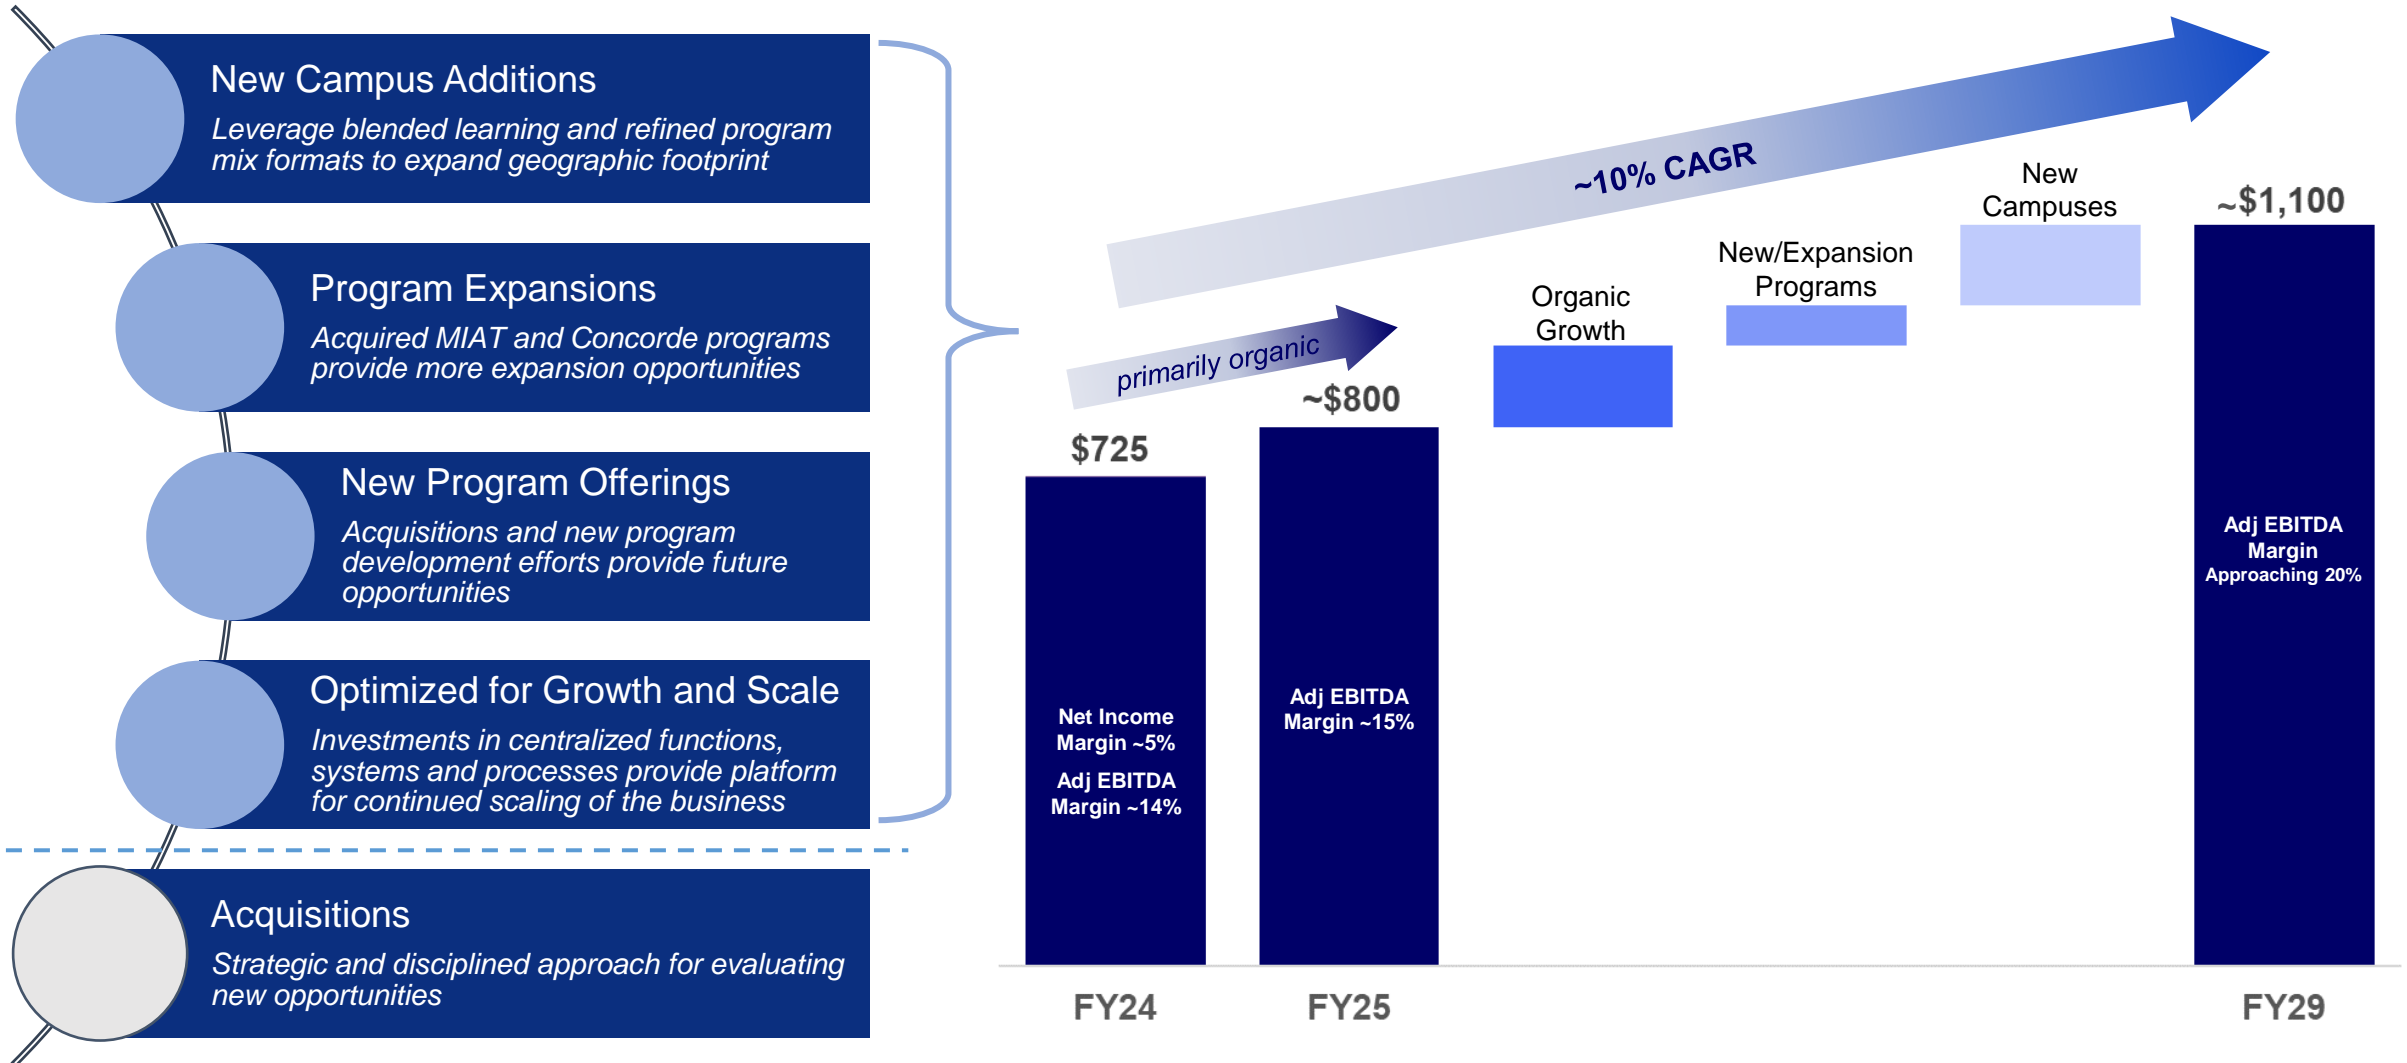 New Campus Additions
Leverage blended learning and refined program
mix formats to expand geographic footprint
Program Expansions
Acquired MIAT and Concorde programs
provide more expansion opportunities
New Program Offerings
Acquisitions and new program
development efforts provide future
opportunities
Optimized for Growth and Scale
Investments in centralized functions,
systems and processes provide platform
for continued scaling of the business
Acquisitions
Strategic and disciplined approach for evaluating
new opportunities
~10% CAGR
primarily organic
$725
Net Income
Margin ~5%
Adj EBITDA
Margin ~14%
FY24
~$800
Adj EBITDA
Margin ~15%
FY25
Organic
Growth
New/Expansion
Programs
New
Campuses
~$1,100
Adj EBITDA
Margin
Approaching 20%
FY29